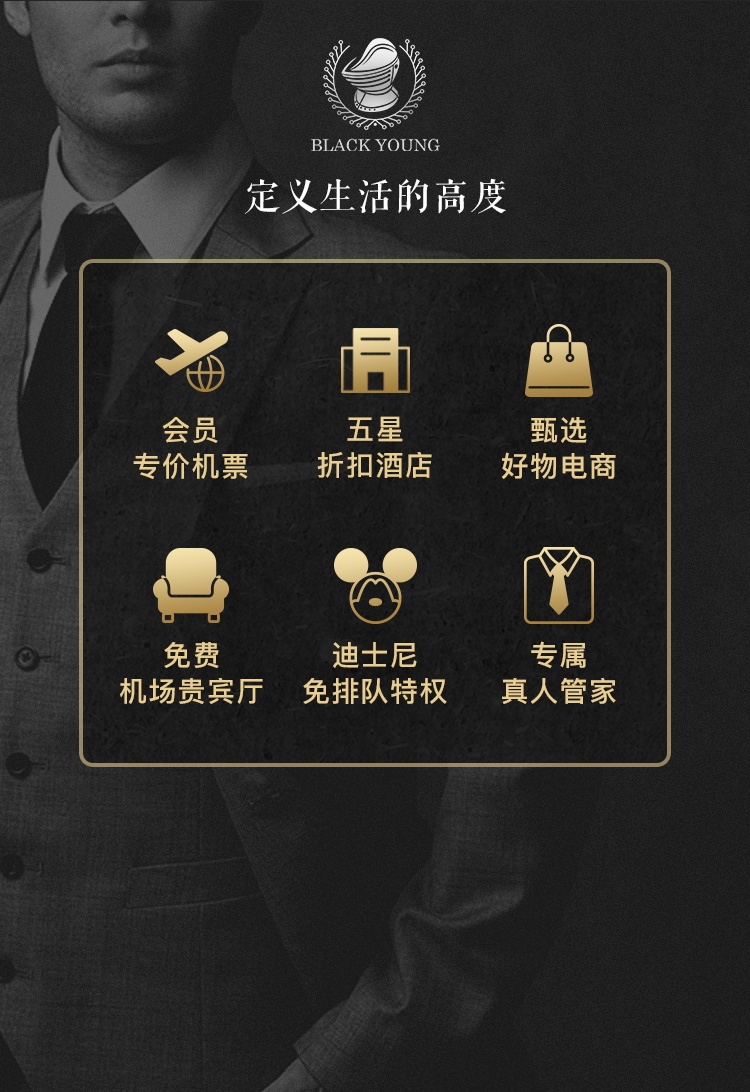 BLACK YOUNG
定义生活的高度
会员
专价机票
五星
折扣酒店
甄选
好物电商
免费
机场贵宾厅
迪士尼
免排队特权
专属
真人管家